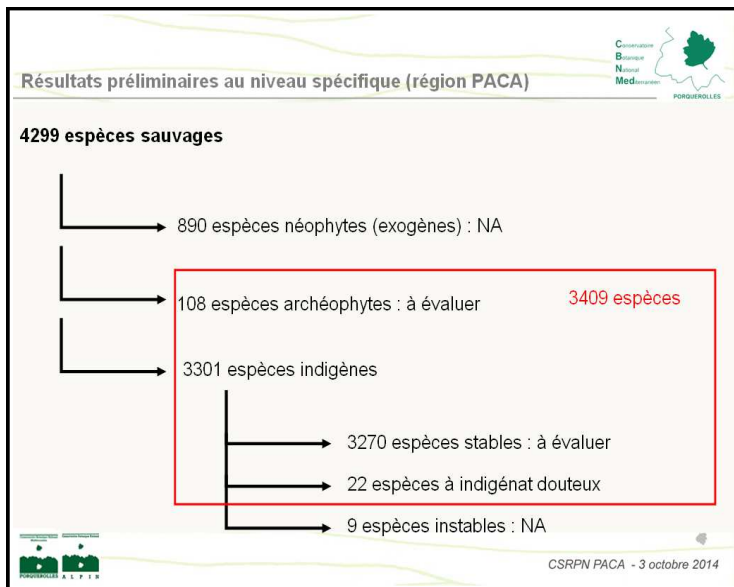 Conservatoire
Botanique
National
Méditerranéen
PORQUEROLLES
Résultats préliminaires au niveau spécifique (région PACA)
4299 espèces sauvages
890 espèces néophytes (exogènes) : NA
108 espèces archéophytes : à évaluer
3409 espèces
3301 espèces indigènes
3270 espèces stables : à évaluer
22 espèces à indigénat douteux
9 espèces instables : NA
PORQUEROLLES
ALPIN
CSRPN PACA - 3 octobre 2014